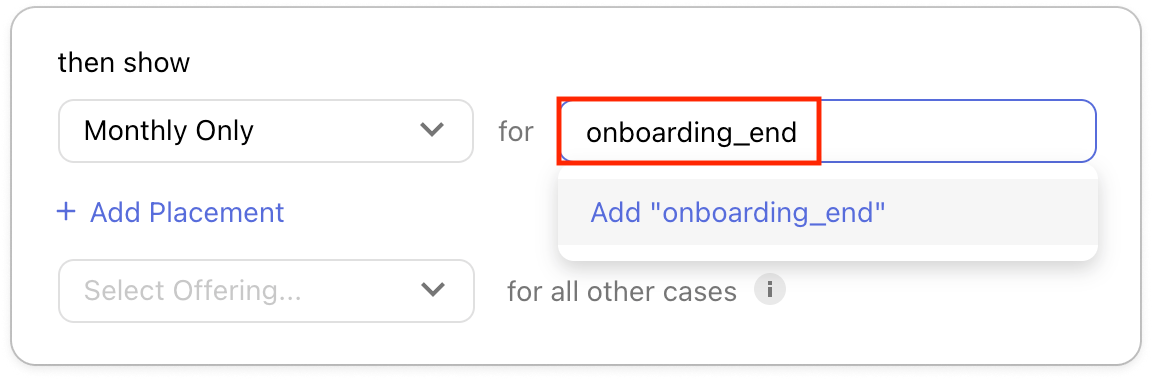 then show
Monthly Only for onboarding_end
+ Add Placement Add "onboarding_end"
Select Offering... for all other cases i